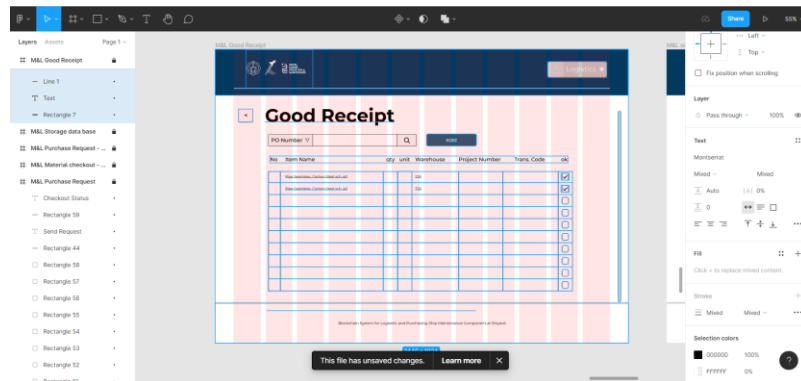 Share
55%
Layers Assets Page 1
M&L Good Receipt
Line 1
Text
Rectangle 7
M&L Storage data base
M&L Purchase Request - ...
M&L Material checkout - ...
M&L Purchase Request
Checkout Status
Rectangle 59
Send Request
Rectangle 44
Rectangle 58
Rectangle 57
Rectangle 56
Rectangle 55
Rectangle 54
Rectangle 53
Rectangle 52
M&L Good Receipt
Logistics
<
Good Receipt
PO Number
No Item Name qty unit Warehouse Project Number Trans. Code ok
Blockchain System for Logistic and Purchasing Ship Maintenance Component at Shipyard
This file has unsaved changes. Learn more X
Left
Top
Fix position when scrolling
Layer
Pass through 100%
Text
Montserrat
Mixed Mixed
Auto |A| 0%
0
Fill
Click + to replace mixed content.
Stroke
Mixed Mixed
Selection colors
000000 100%
FFFFFF 0%
?